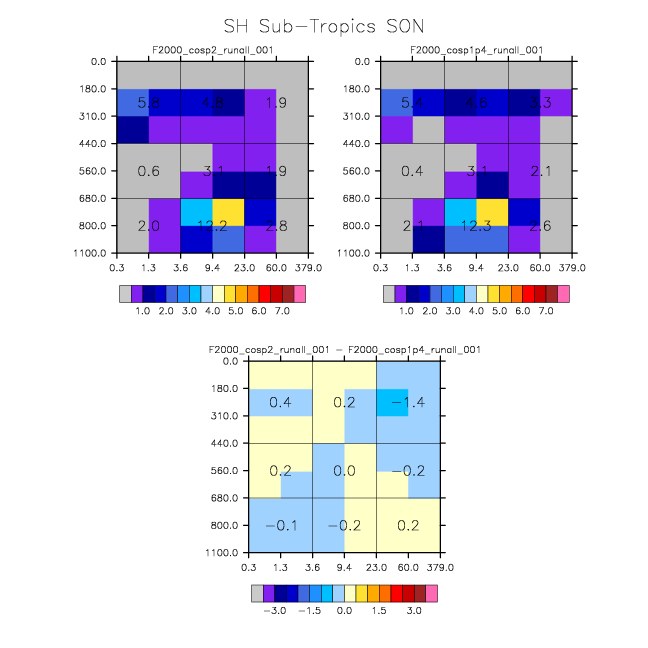 SH Sub-Tropics SON
F2000_cosp2_runall_001
0.0
180.0
310.0
440.0
560.0
680.0
800.0
1100.0
5.8 4.8 1.9
0.6 3.1 1.9
2.0 12.2 2.8
0.3 1.3 3.6 9.4 23.0 60.0 379.0
1.0 2.0 3.0 4.0 5.0 6.0 7.0
F2000_cosp1p4_runall_001
0.0
180.0
310.0
440.0
560.0
680.0
800.0
1100.0
5.4 4.6 3.3
0.4 3.1 2.1
2.1 12.3 2.6
0.3 1.3 3.6 9.4 23.0 60.0 379.0
1.0 2.0 3.0 4.0 5.0 6.0 7.0
F2000_cosp2_runall_001 - F2000_cosp1p4_runall_001
0.0
180.0
310.0
440.0
560.0
680.0
800.0
1100.0
0.4 0.2 -1.4
0.2 0.0 -0.2
-0.1 -0.2 0.2
0.3 1.3 3.6 9.4 23.0 60.0 379.0
-3.0 -1.5 0.0 1.5 3.0